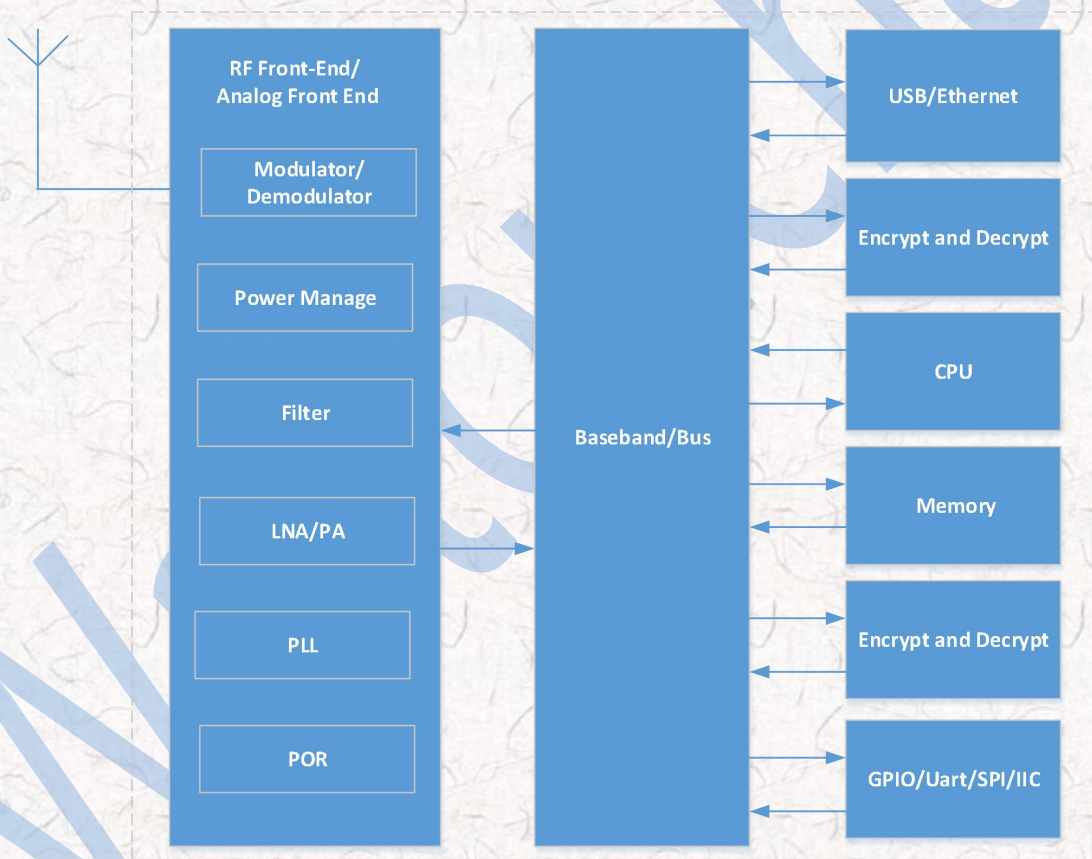 RF Front-End/
Analog Front End
Modulator/
Demodulator
Power Manage
Filter
LNA/PA
PLL
POR
Baseband/Bus
USB/Ethernet
Encrypt and Decrypt
CPU
Memory
Encrypt and Decrypt
GPIO/Uart/SPI/IIC